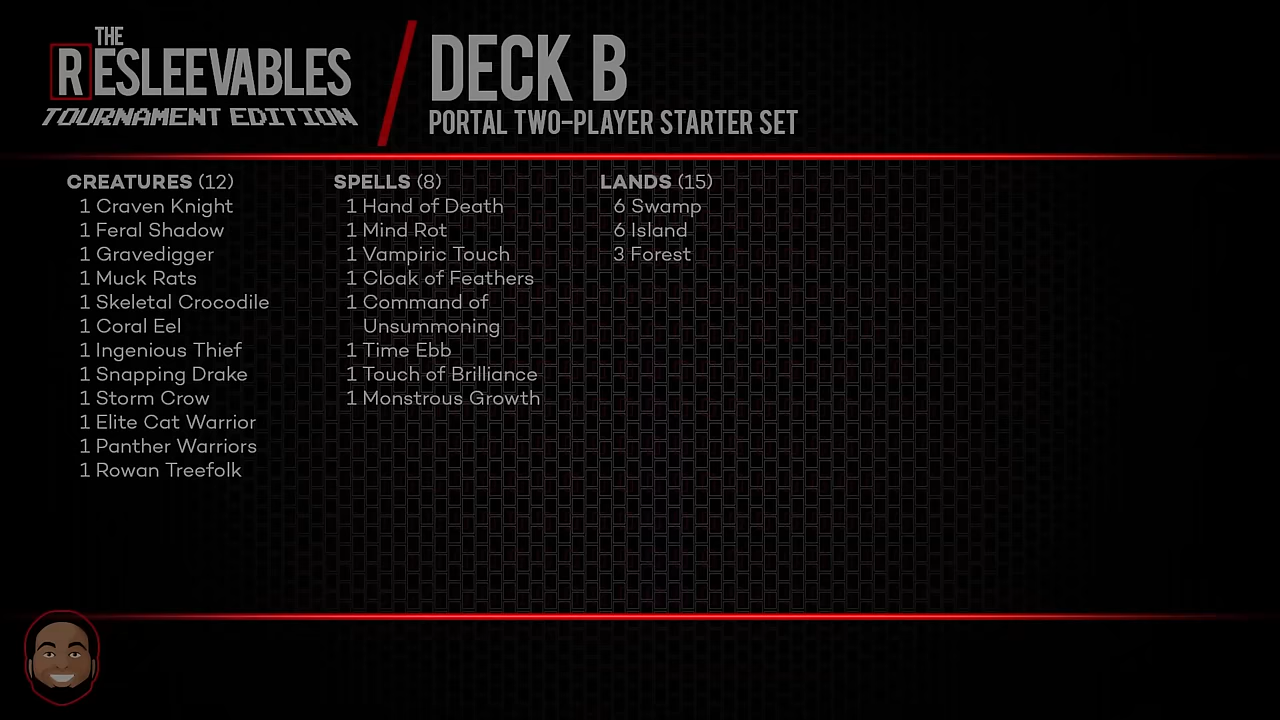 THE
RESLEEVABLES
TOURNAMENT EDITION
DECK B
PORTAL TWO-PLAYER STARTER SET
CREATURES (12)
1 Craven Knight
1 Feral Shadow
1 Gravedigger
1 Muck Rats
1 Skeletal Crocodile
1 Coral Eel
1 Ingenious Thief
1 Snapping Drake
1 Storm Crow
1 Elite Cat Warrior
1 Panther Warriors
1 Rowan Treefolk
SPELLS (8)
1 Hand of Death
1 Mind Rot
1 Vampiric Touch
1 Cloak of Feathers
1 Command of
Unsummoning
1 Time Ebb
1 Touch of Brilliance
1 Monstrous Growth
LANDS (15)
6 Swamp
6 Island
3 Forest